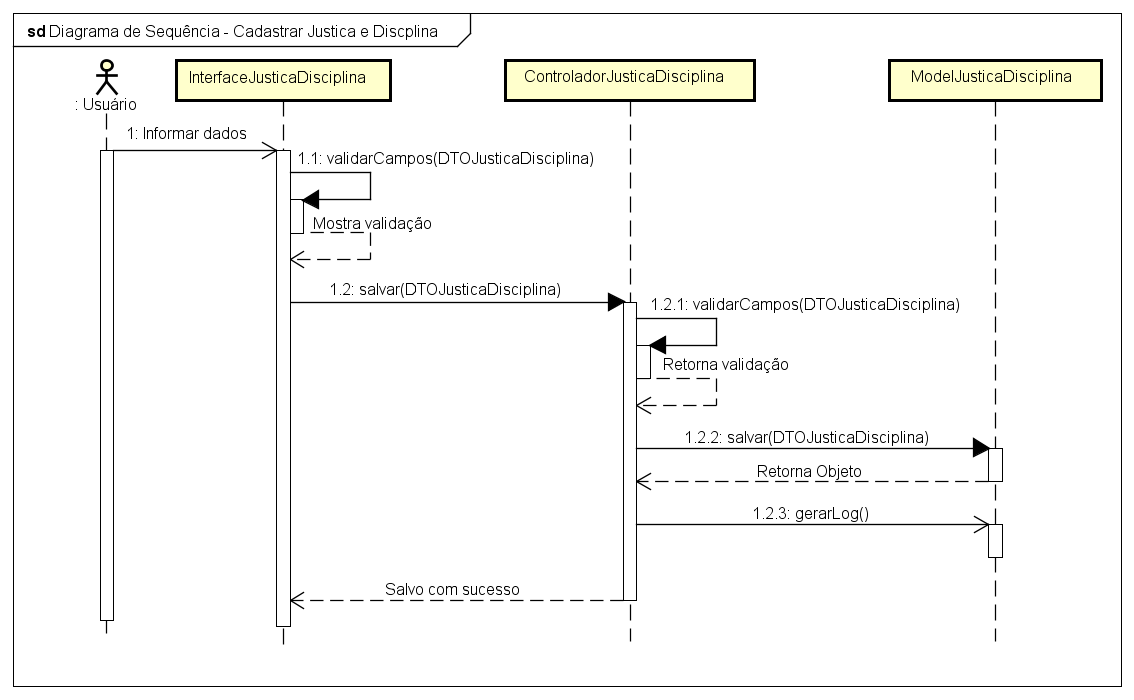 sd Diagrama de Sequência - Cadastrar Justica e Discplina
InterfaceJusticaDisciplina
ControladorJusticaDisciplina
ModelJusticaDisciplina
: Usuário
1: Informar dados
1.1: validarCampos(DTOJusticaDisciplina)
Mostra validação
1.2: salvar(DTOJusticaDisciplina)
1.2.1: validarCampos(DTOJusticaDisciplina)
Retorna validação
1.2.2: salvar(DTOJusticaDisciplina)
Retorna Objeto
1.2.3: gerarLog()
Salvo com sucesso